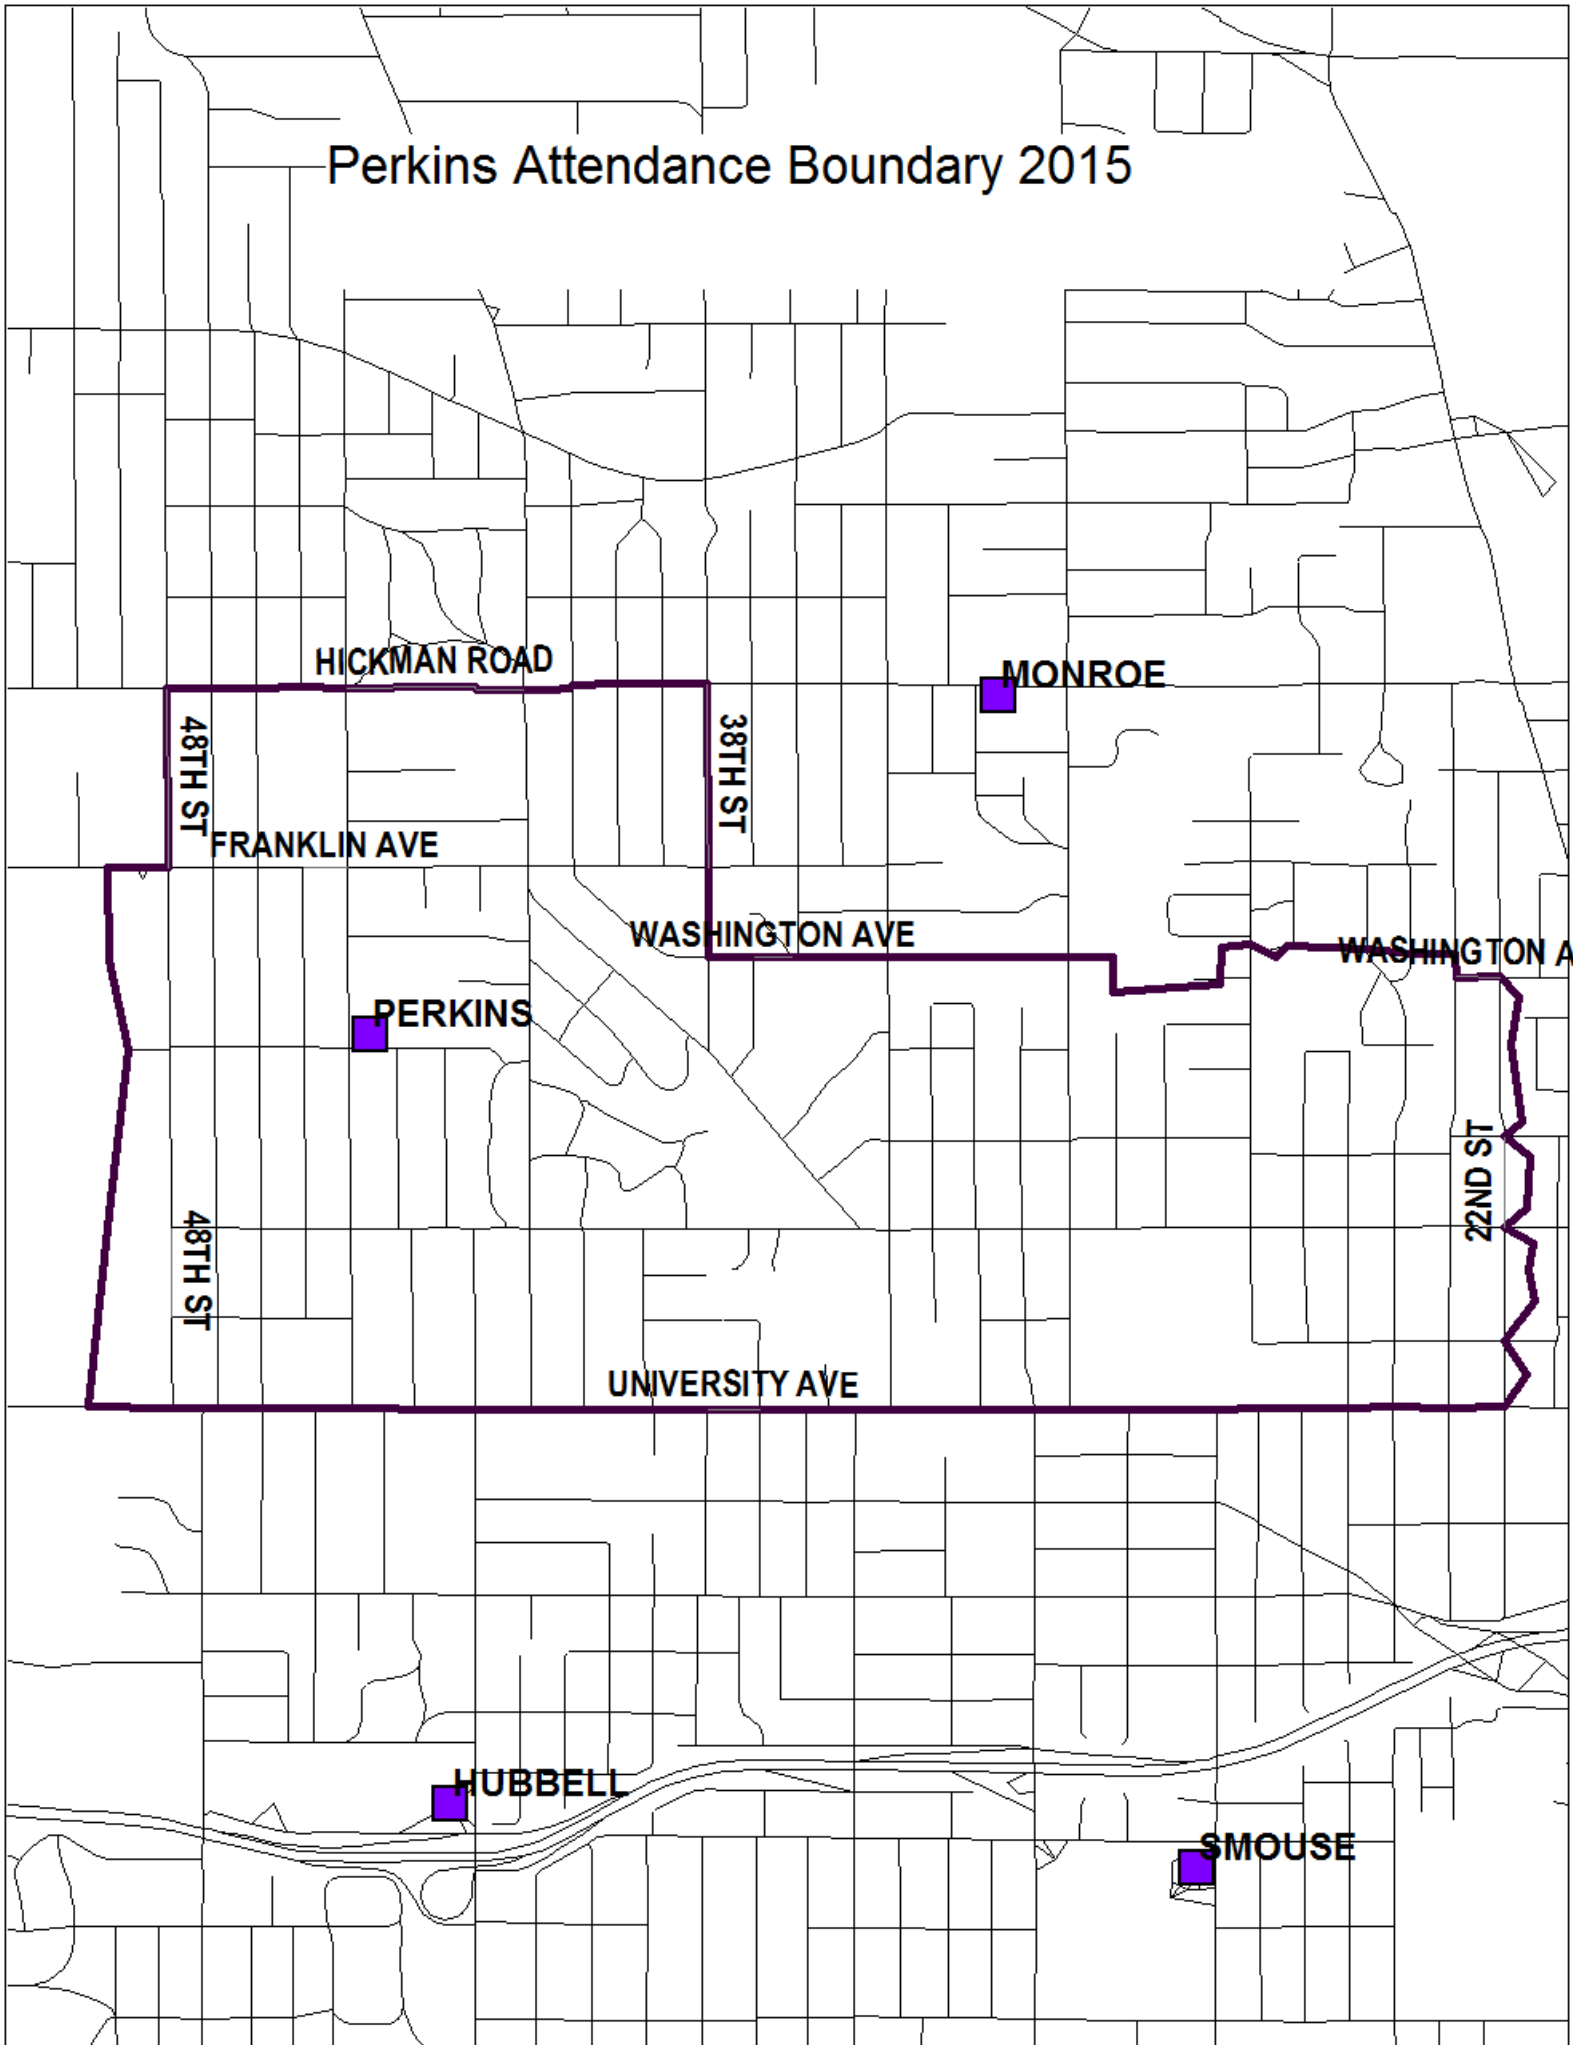 Perkins Attendance Boundary 2015
HICKMAN ROAD
MONROE
48TH ST
38TH ST
FRANKLIN AVE
WASHINGTON AVE
WASHINGTON A
PERKINS
22ND ST
48TH ST
UNIVERSITY AVE
HUBBELL
SMOUSE